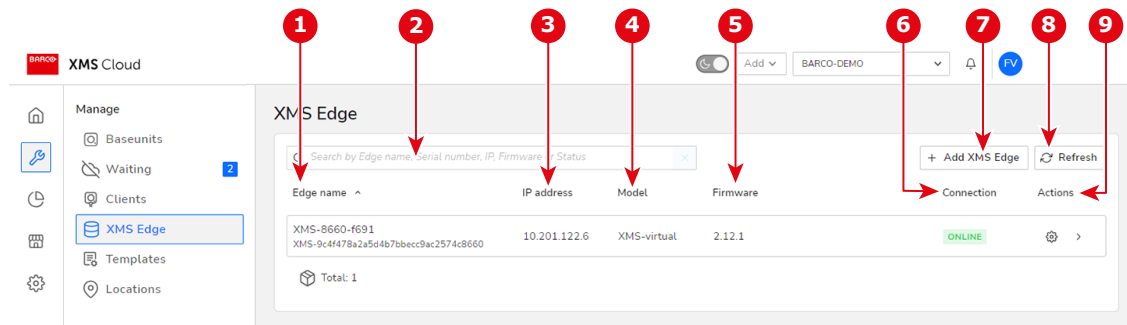 1 2 3 4 5 6 7 8 9
BARCO XMS Cloud Add BARCO-DEMO FV
Manage
Baseunits
Waiting 2
Clients
XMS Edge
Templates
Locations
XMS Edge
Search by Edge name, Serial number, IP, Firmware or Status
+ Add XMS Edge
Refresh
Edge name IP address Model Firmware Connection Actions
XMS-8660-f691 10.201.122.6 XMS-virtual 2.12.1 ONLINE
XMS-9c4f478a2a5d4b7bbecc9ac2574c8660
Total: 1